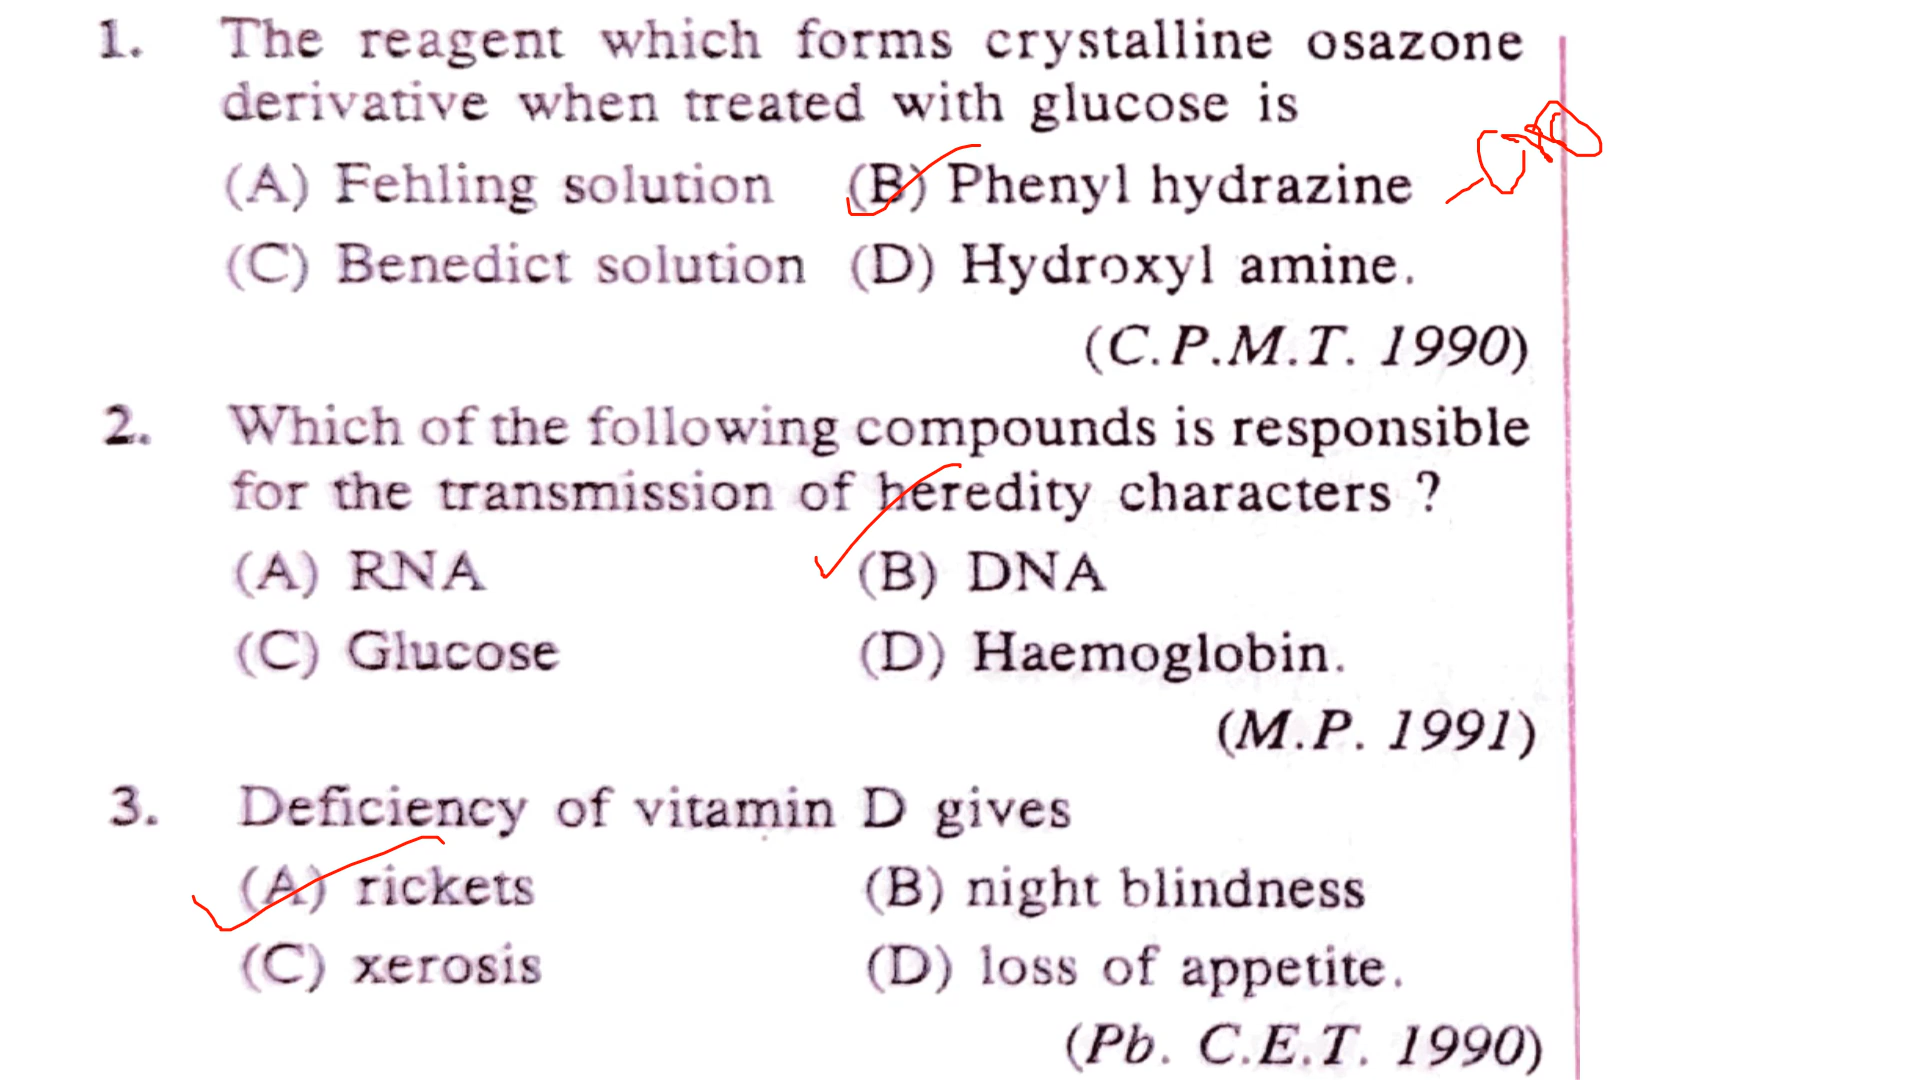 1. The reagent which forms crystalline osazone
derivative when treated with glucose is
(A) Fehling solution (B) Phenyl hydrazine
(C) Benedict solution (D) Hydroxyl amine.
(C.P.M.T. 1990)
2. Which of the following compounds is responsible
for the transmission of heredity characters ?
(A) RNA (B) DNA
(C) Glucose (D) Haemoglobin.
(M.P. 1991)
3. Deficiency of vitamin D gives
(A) rickets (B) night blindness
(C) xerosis (D) loss of appetite.
(Pb. C.E.T. 1990)